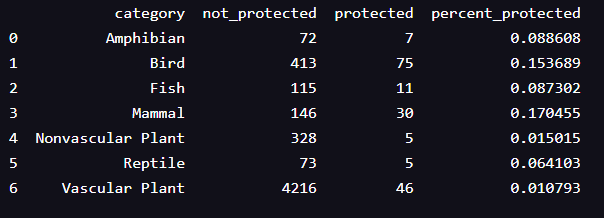 category not_protected protected percent_protected
0 Amphibian 72 7 0.088608
1 Bird 413 75 0.153689
2 Fish 115 11 0.087302
3 Mammal 146 30 0.170455
4 Nonvascular Plant 328 5 0.015015
5 Reptile 73 5 0.064103
6 Vascular Plant 4216 46 0.010793